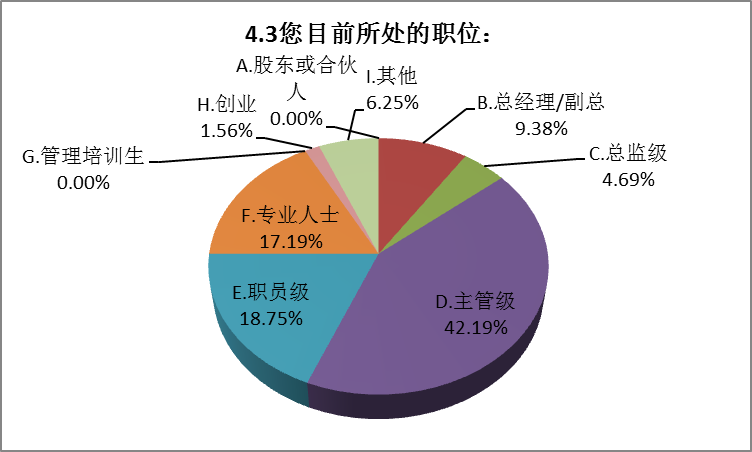 4.3您目前所处的职位：
A.股东或合伙
人
0.00%
I.其他
6.25%
B.总经理/副总
9.38%
H.创业
1.56%
C.总监级
4.69%
G.管理培训生
0.00%
F.专业人士
17.19%
E.职员级
18.75%
D.主管级
42.19%